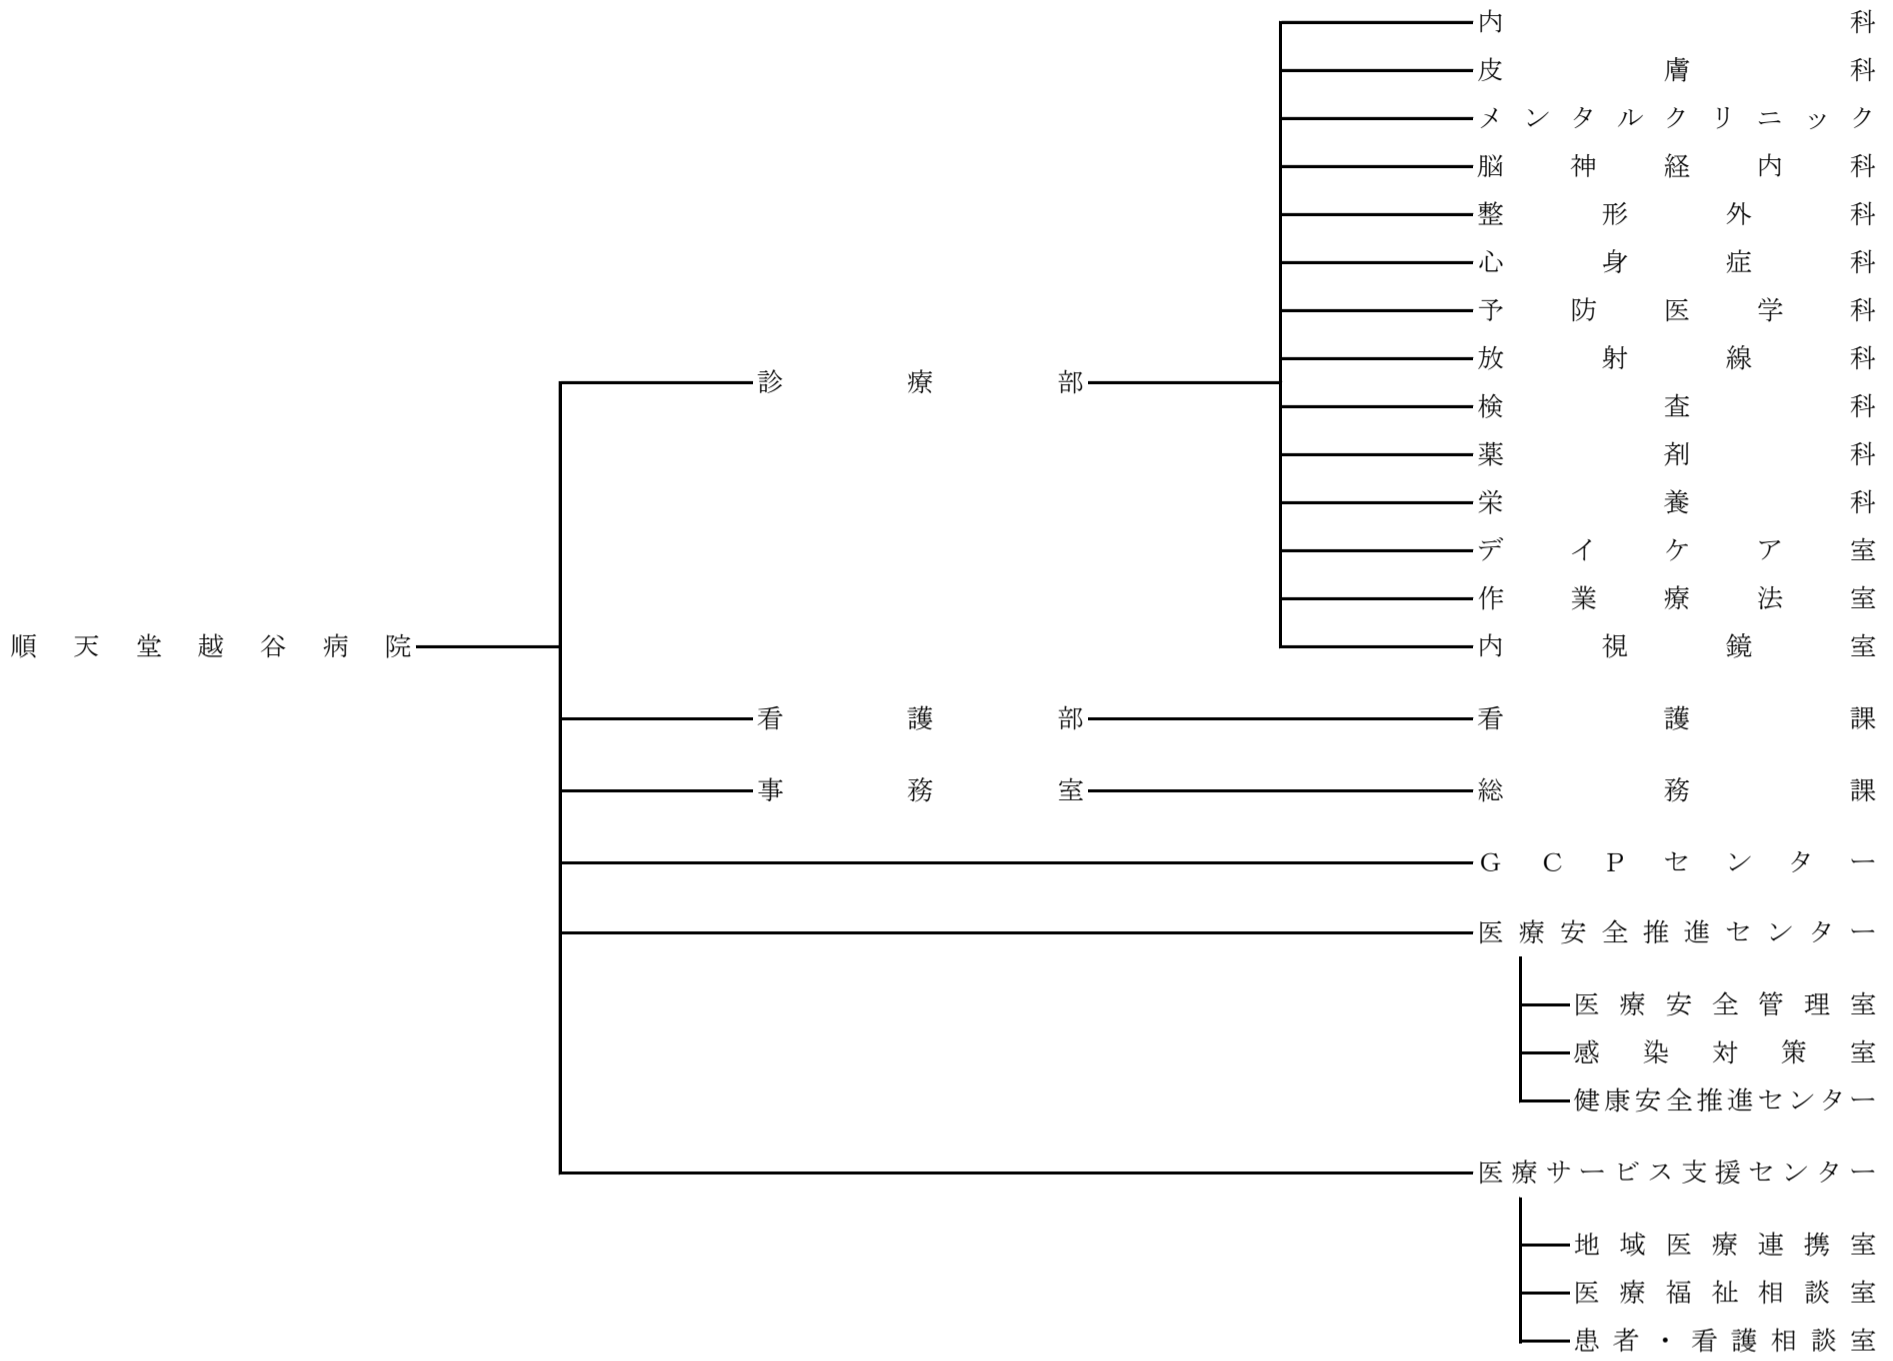 内科
皮膚科
メンタルクリニック
脳神経内科
整形外科
心身症科
予防医学科
放射線科
診療部
検査科
薬剤科
栄養科
デイケア室
作業療法室
順天堂越谷病院
内視鏡室
看護部 看護課
事務室 総務課
GCPセンター
医療安全推進センター
医療安全管理室
感染対策室
健康安全推進センター
医療サービス支援センター
地域医療連携室
医療福祉相談室
患者・看護相談室